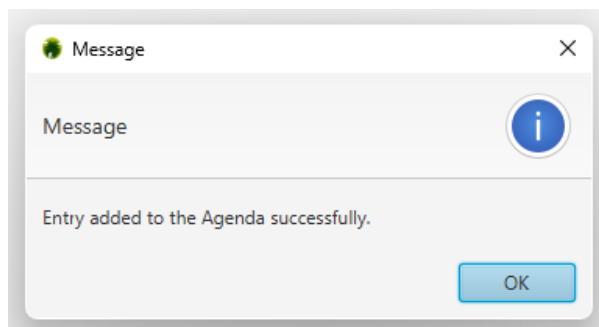 Message
Message
i
Entry added to the Agenda successfully.
OK